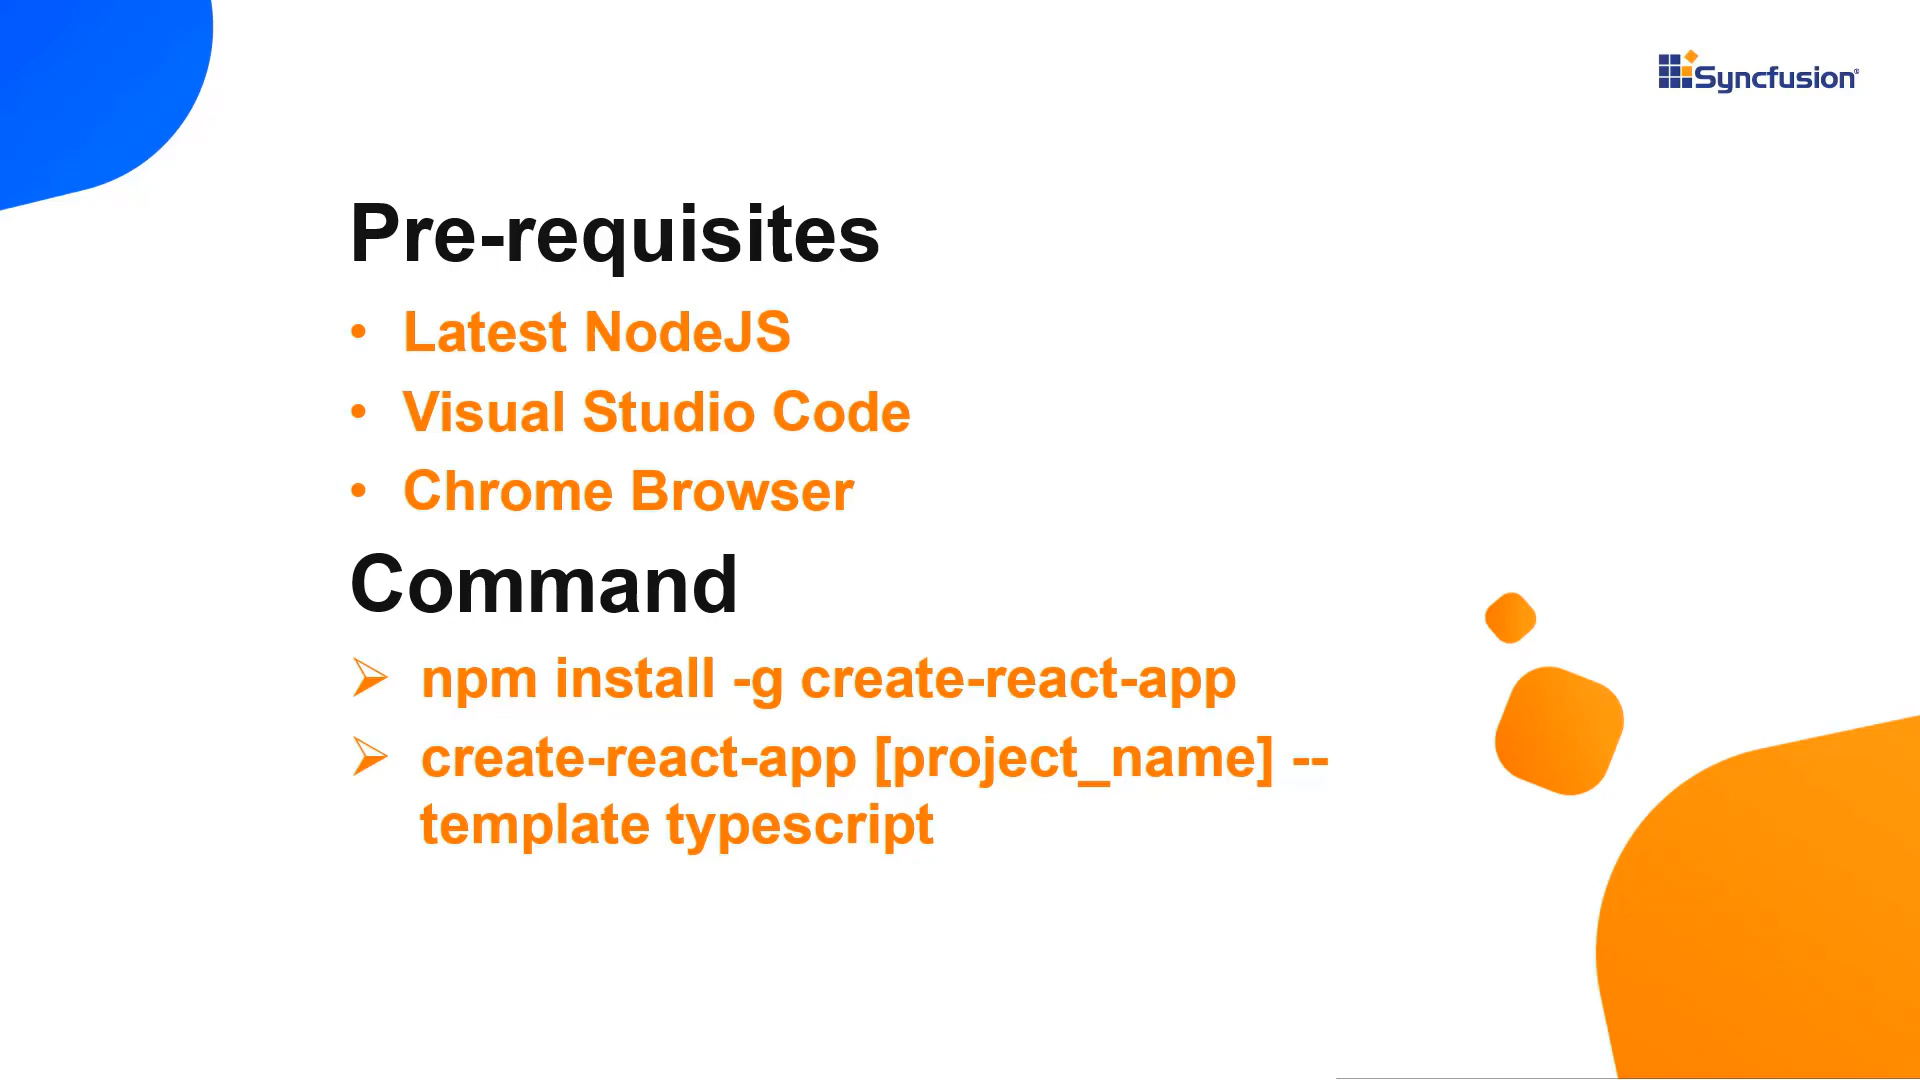 Syncfusion®
Pre-requisites
• Latest NodeJS
• Visual Studio Code
• Chrome Browser
Command
➢ npm install -g create-react-app
➢ create-react-app [project_name] --
template typescript